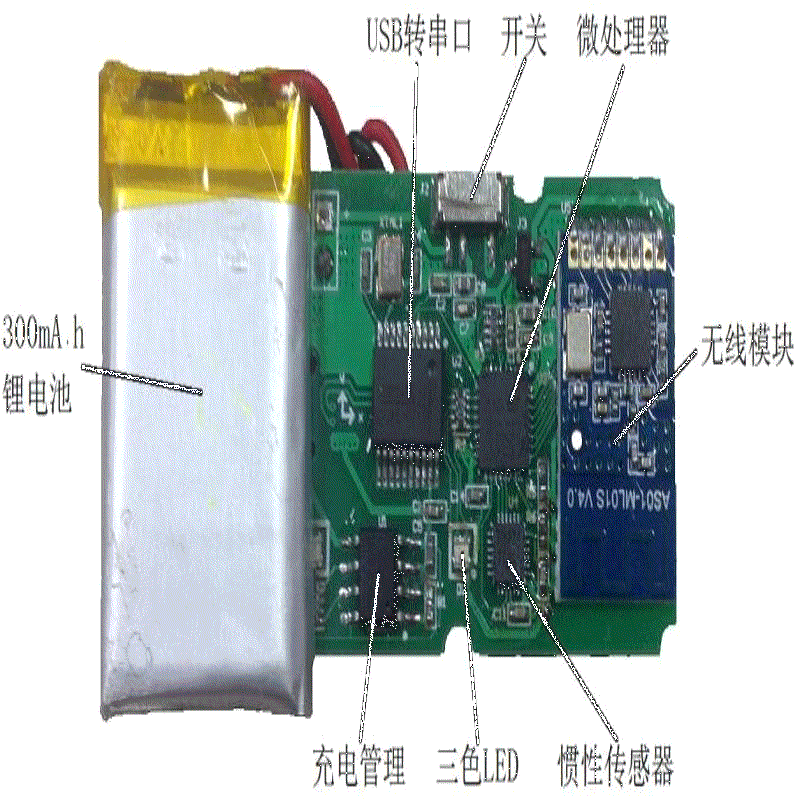 USB转串口 开关 微处理器
300mA.h
锂电池
无线模块
AS01-ML01S V4.0
充电管理 三色LED 惯性传感器